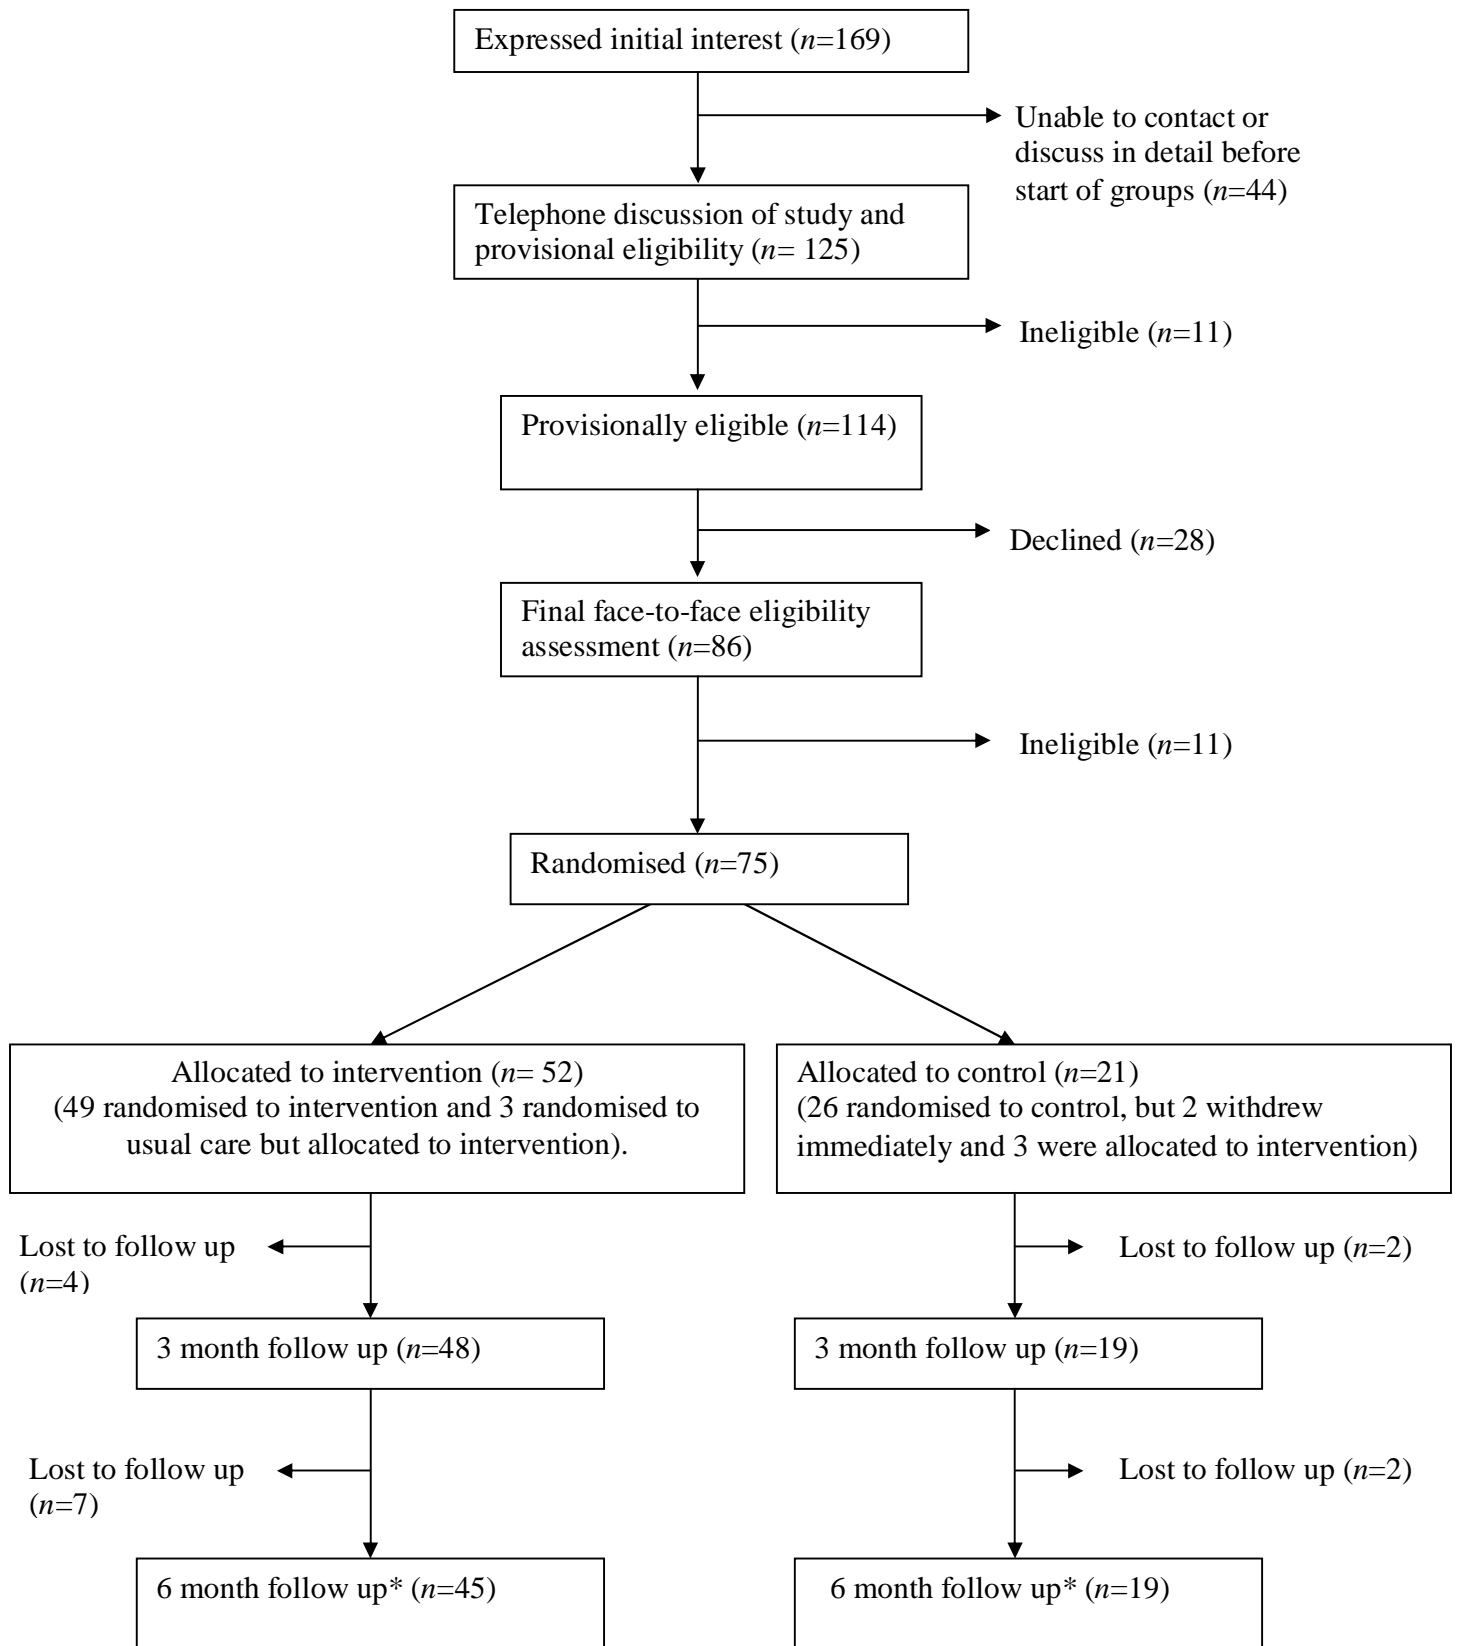 Expressed initial interest (n=169)
Unable to contact or
discuss in detail before
start of groups (n=44)
Telephone discussion of study and
provisional eligibility (n= 125)
Ineligible (n=11)
Provisionally eligible (n=114)
Declined (n=28)
Final face-to-face eligibility
assessment (n=86)
Ineligible (n=11)
Randomised (n=75)
Allocated to intervention (n= 52)
(49 randomised to intervention and 3 randomised to
usual care but allocated to intervention).
Allocated to control (n=21)
(26 randomised to control, but 2 withdrew
immediately and 3 were allocated to intervention)
Lost to follow up
(n=4)
Lost to follow up (n=2)
3 month follow up (n=48)
3 month follow up (n=19)
Lost to follow up
(n=7)
Lost to follow up (n=2)
6 month follow up* (n=45)
6 month follow up* (n=19)